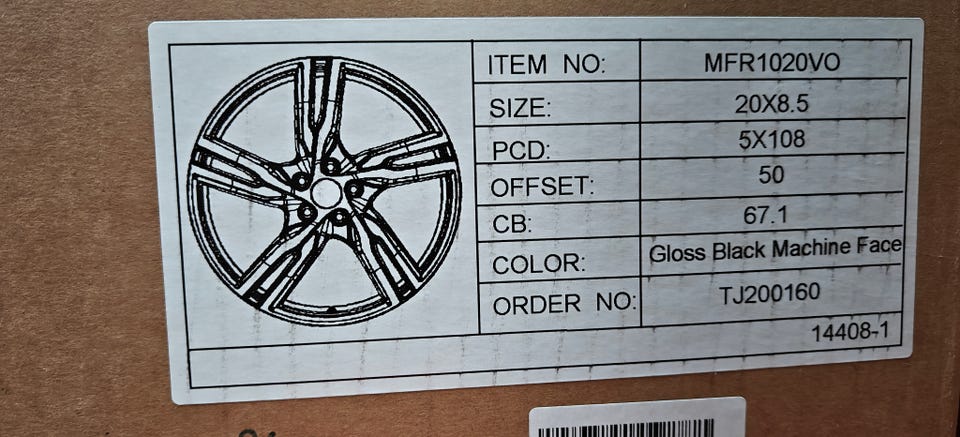 ITEM NO: MFR1020VO
SIZE: 20X8.5
PCD: 5X108
OFFSET: 50
CB: 67.1
COLOR: Gloss Black Machine Face
ORDER NO: TJ200160
14408-1